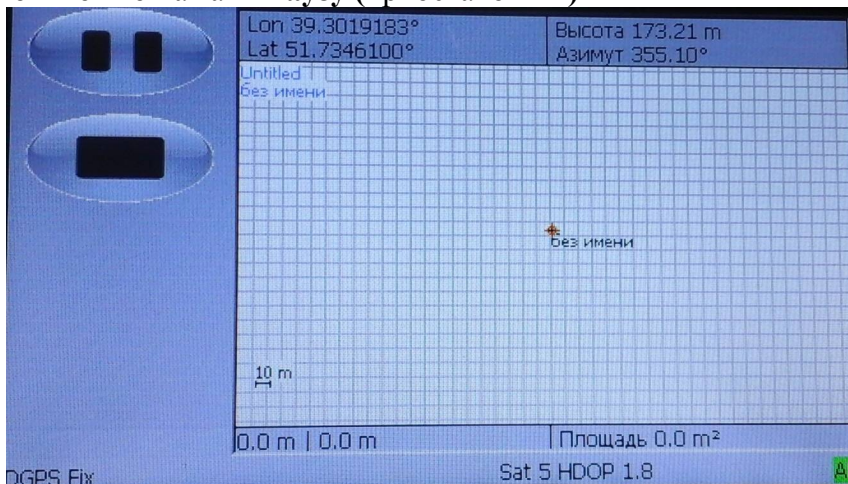 Lon 39.3019183°
Lat 51.7346100°
Высота 173.21 m
Азимут 355.10°
Untitled
без имени
без имени
10 m
0.0 m | 0.0 m
Площадь 0.0 m²
DGPS Fix
Sat 5 HDOP 1.8
A